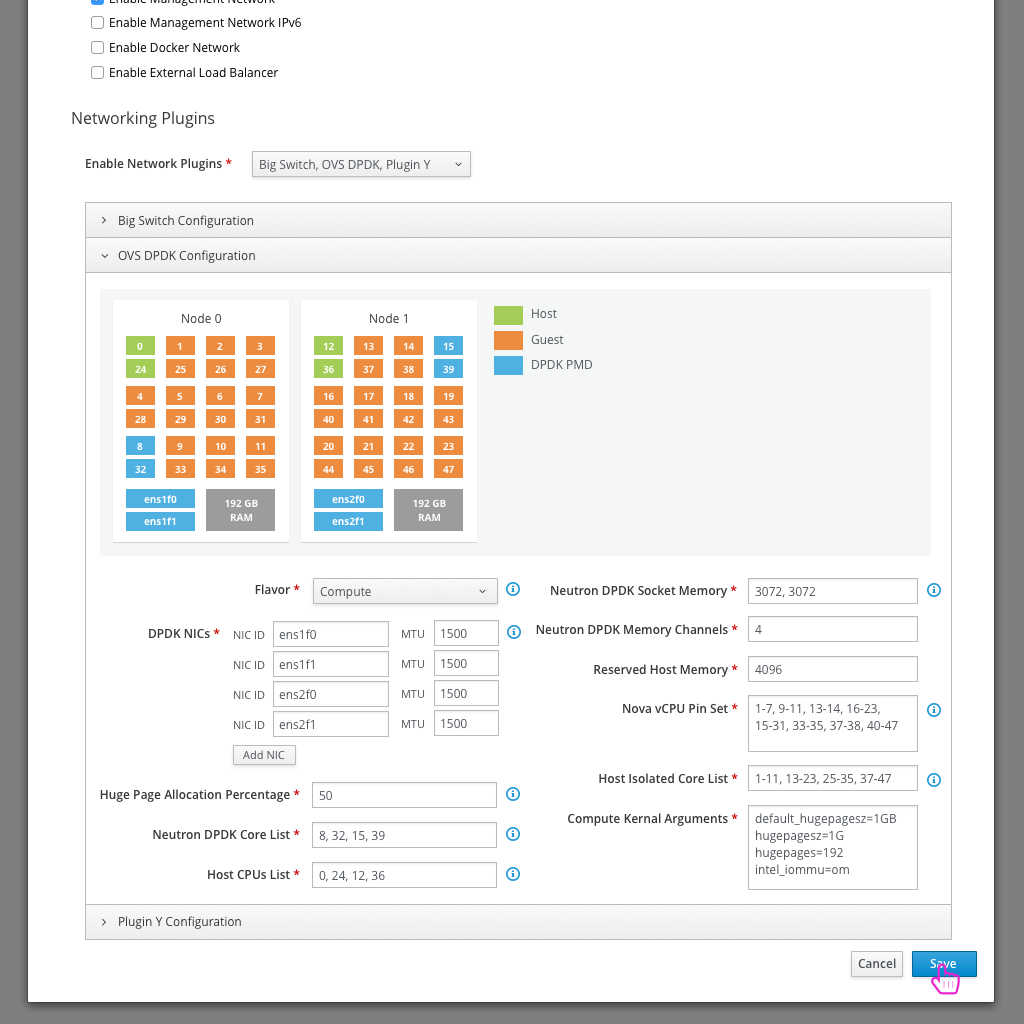 Enable Management Network
Enable Management Network IPv6
Enable Docker Network
Enable External Load Balancer
Networking Plugins
Enable Network Plugins * Big Switch, OVS DPDK, Plugin Y
Big Switch Configuration
OVS DPDK Configuration
Node 0
0 1 2 3
24 25 26 27
4 5 6 7
28 29 30 31
8 9 10 11
32 33 34 35
ens1f0
ens1f1
192 GB
RAM
Node 1
12 13 14 15
36 37 38 39
16 17 18 19
40 41 42 43
20 21 22 23
44 45 46 47
ens2f0
ens2f1
192 GB
RAM
Host
Guest
DPDK PMD
Flavor * Compute
DPDK NICs * NIC ID ens1f0 MTU 1500
NIC ID ens1f1 MTU 1500
NIC ID ens2f0 MTU 1500
NIC ID ens2f1 MTU 1500
Add NIC
Huge Page Allocation Percentage * 50
Neutron DPDK Core List * 8, 32, 15, 39
Host CPUs List * 0, 24, 12, 36
Neutron DPDK Socket Memory * 3072, 3072
Neutron DPDK Memory Channels * 4
Reserved Host Memory * 4096
Nova vCPU Pin Set * 1-7, 9-11, 13-14, 16-23,
15-31, 33-35, 37-38, 40-47
Host Isolated Core List * 1-11, 13-23, 25-35, 37-47
Compute Kernal Arguments * default_hugepagesz=1GB
hugepagesz=1G
hugepages=192
intel_iommu=om
Plugin Y Configuration
Cancel
Save